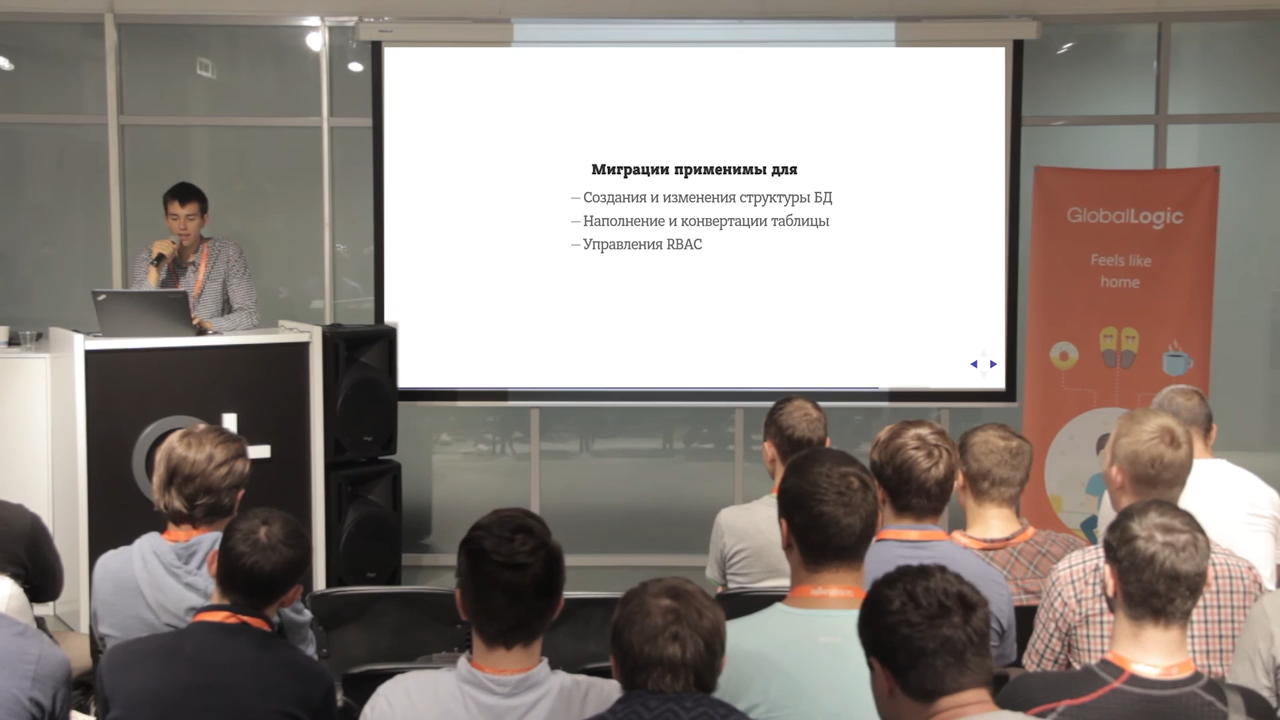 Миграции применимы для
— Создания и изменения структуры БД
— Наполнение и конвертации таблицы
— Управления RBAC
GlobalLogic
Feels like
home